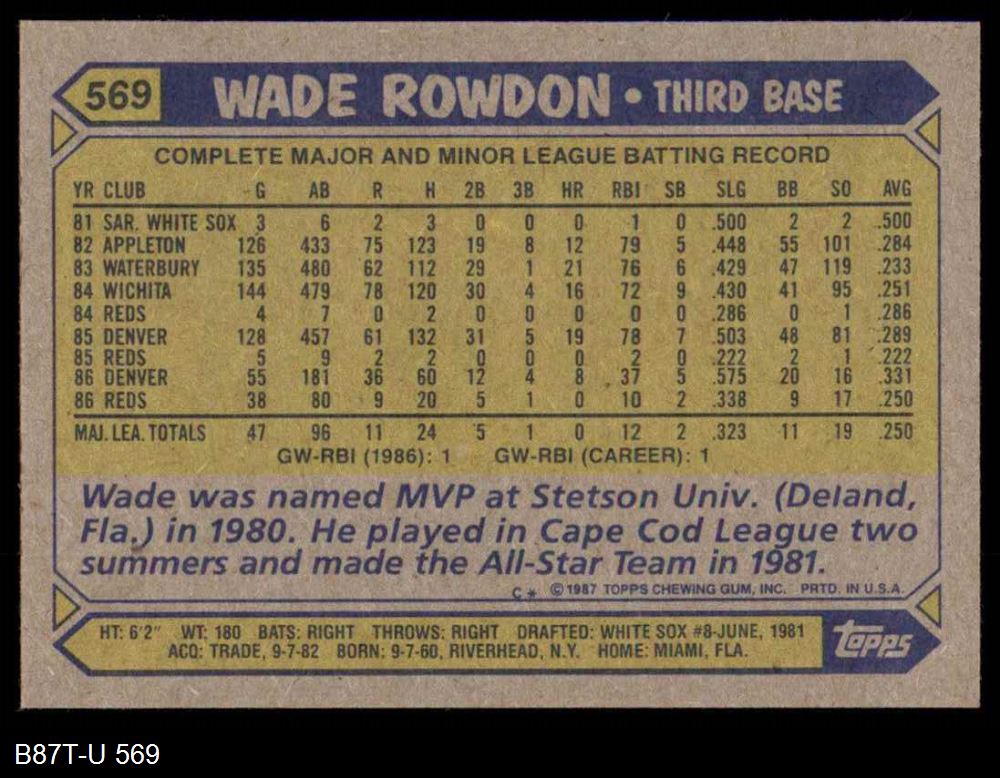 569 WADE ROWDON • THIRD BASE
COMPLETE MAJOR AND MINOR LEAGUE BATTING RECORD
YR CLUB G AB R H 2B 3B HR RBI SB SLG BB SO AVG
81 SAR. WHITE SOX 3 6 2 3 0 0 0 1 0 .500 2 2 .500
82 APPLETON 126 433 75 123 19 8 12 79 5 .448 55 101 .284
83 WATERBURY 135 480 62 112 29 1 21 76 6 .429 47 119 .233
84 WICHITA 144 479 78 120 30 4 16 72 9 .430 41 95 .251
84 REDS 4 7 0 2 0 0 0 0 0 .286 0 1 .286
85 DENVER 128 457 61 132 31 5 19 78 7 .503 48 81 .289
85 REDS 5 9 2 2 0 0 0 2 0 .222 2 1 .222
86 DENVER 55 181 36 60 12 4 8 37 5 .575 20 16 .331
86 REDS 38 80 9 20 5 1 0 10 2 .338 9 17 .250
MAJ. LEA. TOTALS 47 96 11 24 5 1 0 12 2 .323 11 19 .250
GW-RBI (1986): 1 GW-RBI (CAREER): 1
Wade was named MVP at Stetson Univ. (Deland,
Fla.) in 1980. He played in Cape Cod League two
summers and made the All-Star Team in 1981.
C* © 1987 TOPPS CHEWING GUM, INC. PRTD. IN U.S.A.
HT: 6'2" WT: 180 BATS: RIGHT THROWS: RIGHT DRAFTED: WHITE SOX #8-JUNE, 1981
ACQ: TRADE, 9-7-82 BORN: 9-7-60, RIVERHEAD, N.Y. HOME: MIAMI, FLA.
Topps
B87T-U 569